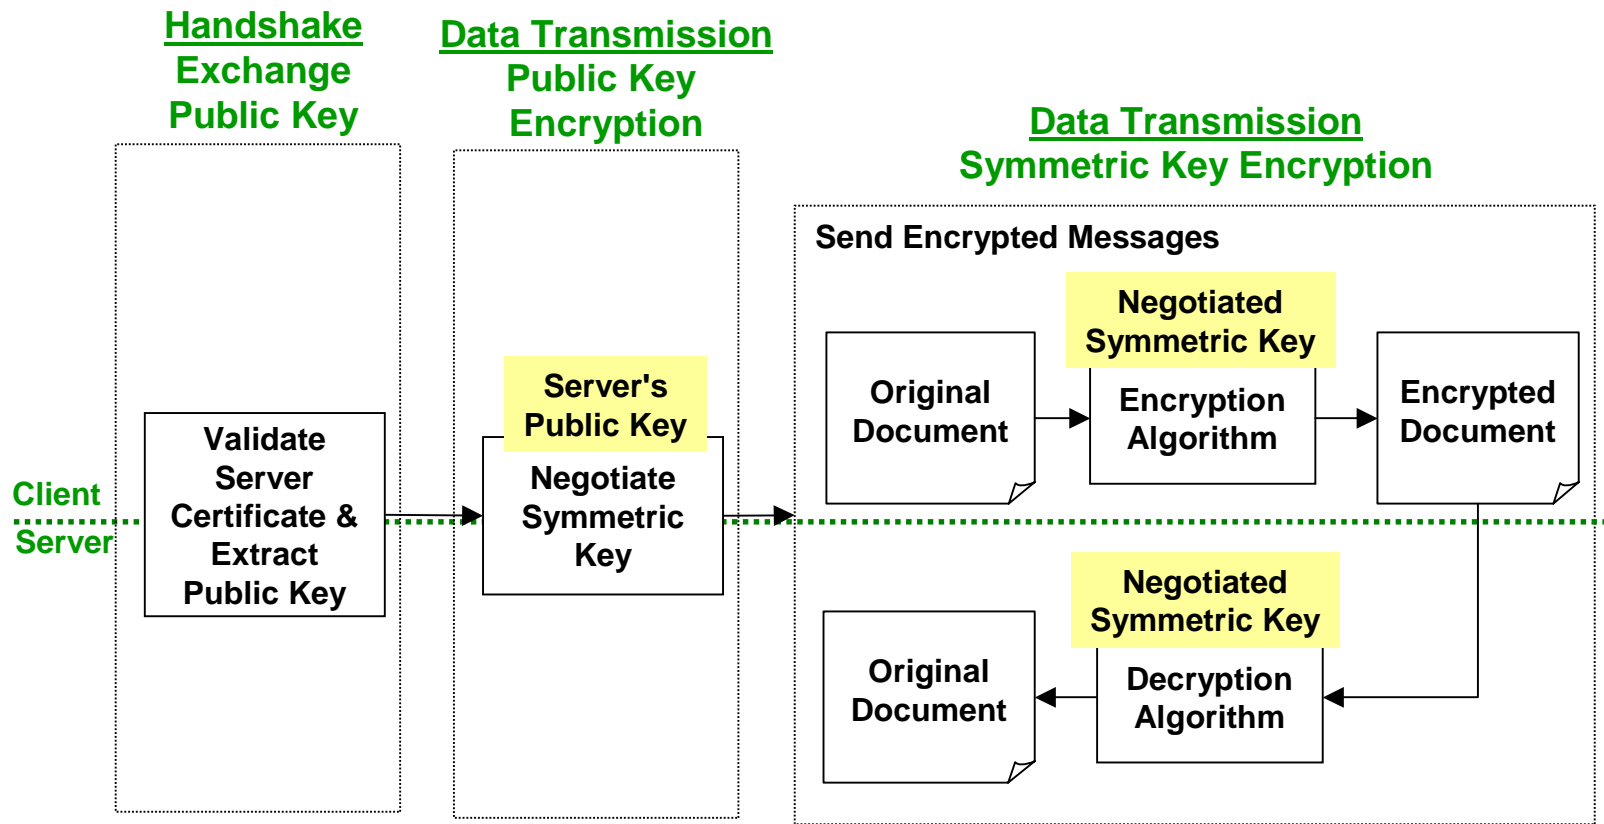 Handshake
Exchange
Public Key
Data Transmission
Public Key
Encryption
Data Transmission
Symmetric Key Encryption
Client
Server
Validate
Server
Certificate &
Extract
Public Key
Server's
Public Key
Negotiate
Symmetric
Key
Send Encrypted Messages
Original
Document
Negotiated
Symmetric Key
Encryption
Algorithm
Encrypted
Document
Negotiated
Symmetric Key
Decryption
Algorithm
Original
Document